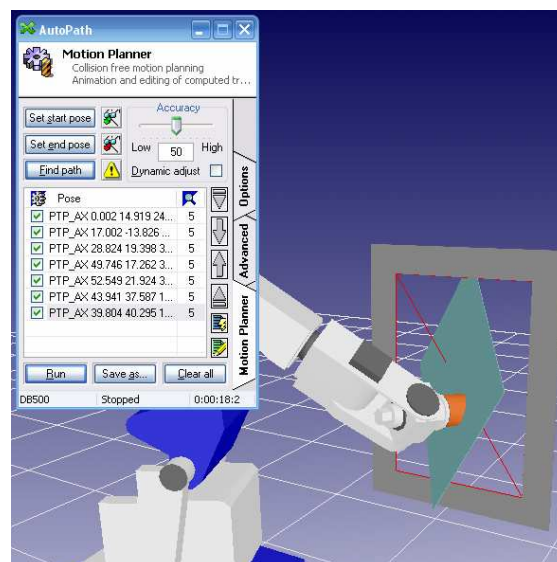 AutoPath
Motion Planner
Collision free motion planning
Animation and editing of computed tr...
Set start pose
Accuracy
Set end pose
Low 50 High
Find path
Dynamic adjust
Pose
PTP_AX 0.002 14.919 24... 5
PTP_AX 17.002 -13.826 ... 5
PTP_AX 28.824 19.398 3... 5
PTP_AX 49.746 17.262 3... 5
PTP_AX 52.549 21.924 3... 5
PTP_AX 43.941 37.587 1... 5
PTP_AX 39.804 40.295 1... 5
Run Save as... Clear all
DB500 Stopped 0:00:18:2
Options
Advanced
Motion Planner